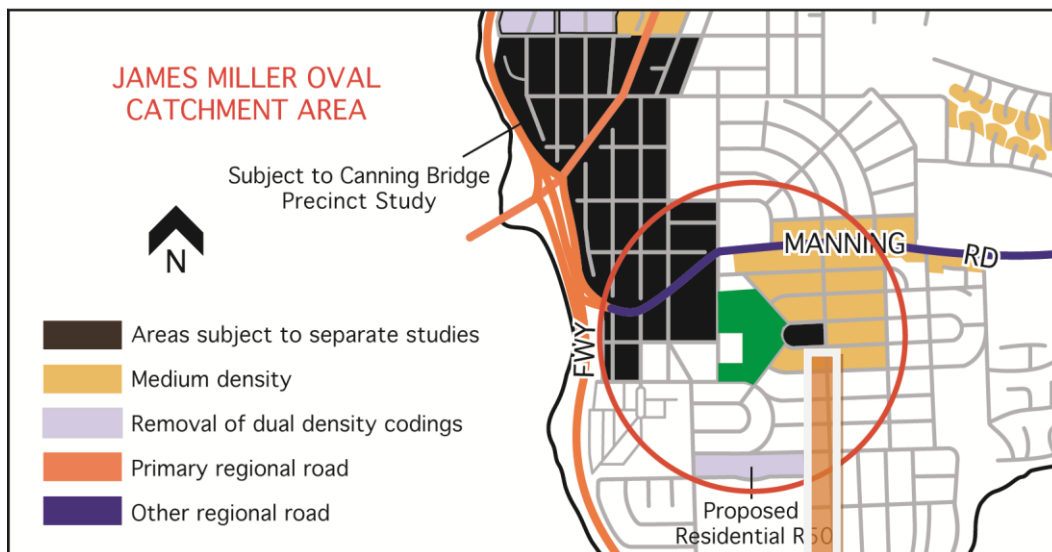 JAMES MILLER OVAL
CATCHMENT AREA
Subject to Canning Bridge
Precinct Study
N
MANNING
RD
FWY
Areas subject to separate studies
Medium density
Removal of dual density codings
Primary regional road
Other regional road
Proposed
Residential R50